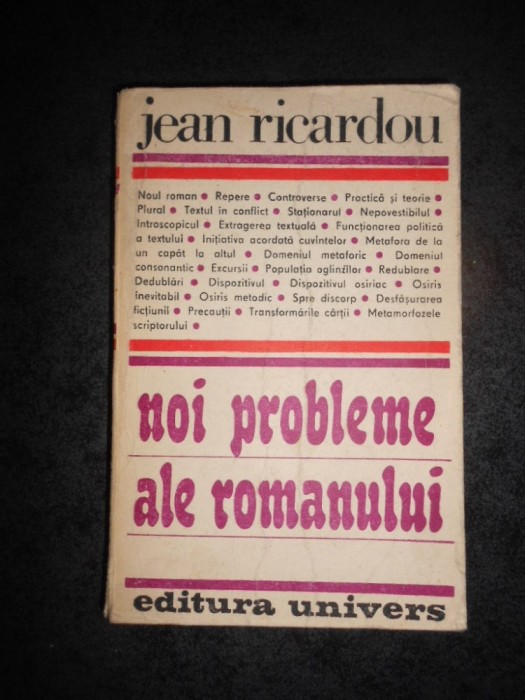 jean ricardou
Noul roman • Repere • Controverse • Practică și teorie •
Plural • Textul în conflict • Staționarul • Nepovestibilul •
Introscopicul • Extragerea textuală • Funcționarea politică
a textului • Inițiativa acordată cuvintelor • Metafora de la
un capăt la altul • Domeniul metaforic • Domeniul
consonantic • Excursii • Populația oglinzilor • Redublare •
Dedublări • Dispozitivul • Dispozitivul osiriac • Osiris
inevitabil • Osiris metodic • Spre discorp • Desfășurarea
ficțiunii • Precauții • Transformările cărții • Metamorfozele
scriptorului •
noi probleme
ale romanului
editura univers